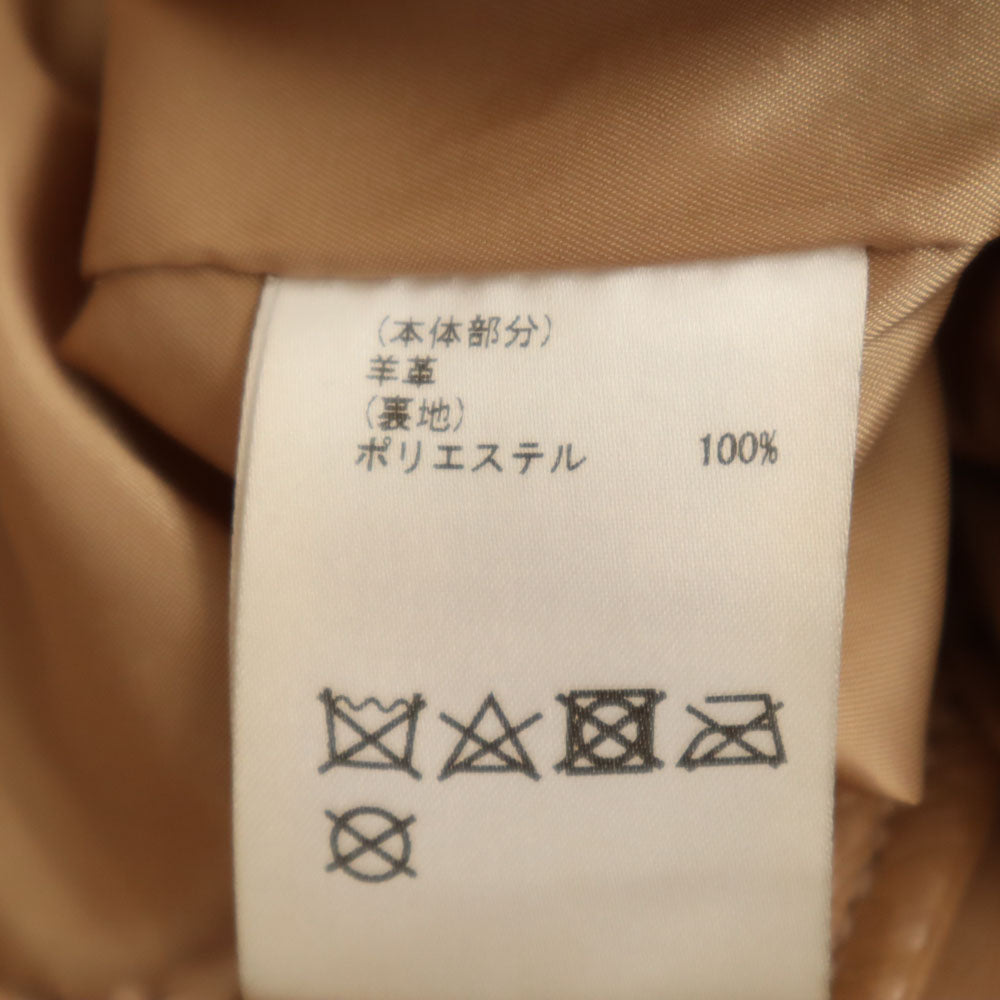 (本体部分)
羊革
(裏地)
ポリエステル 100%